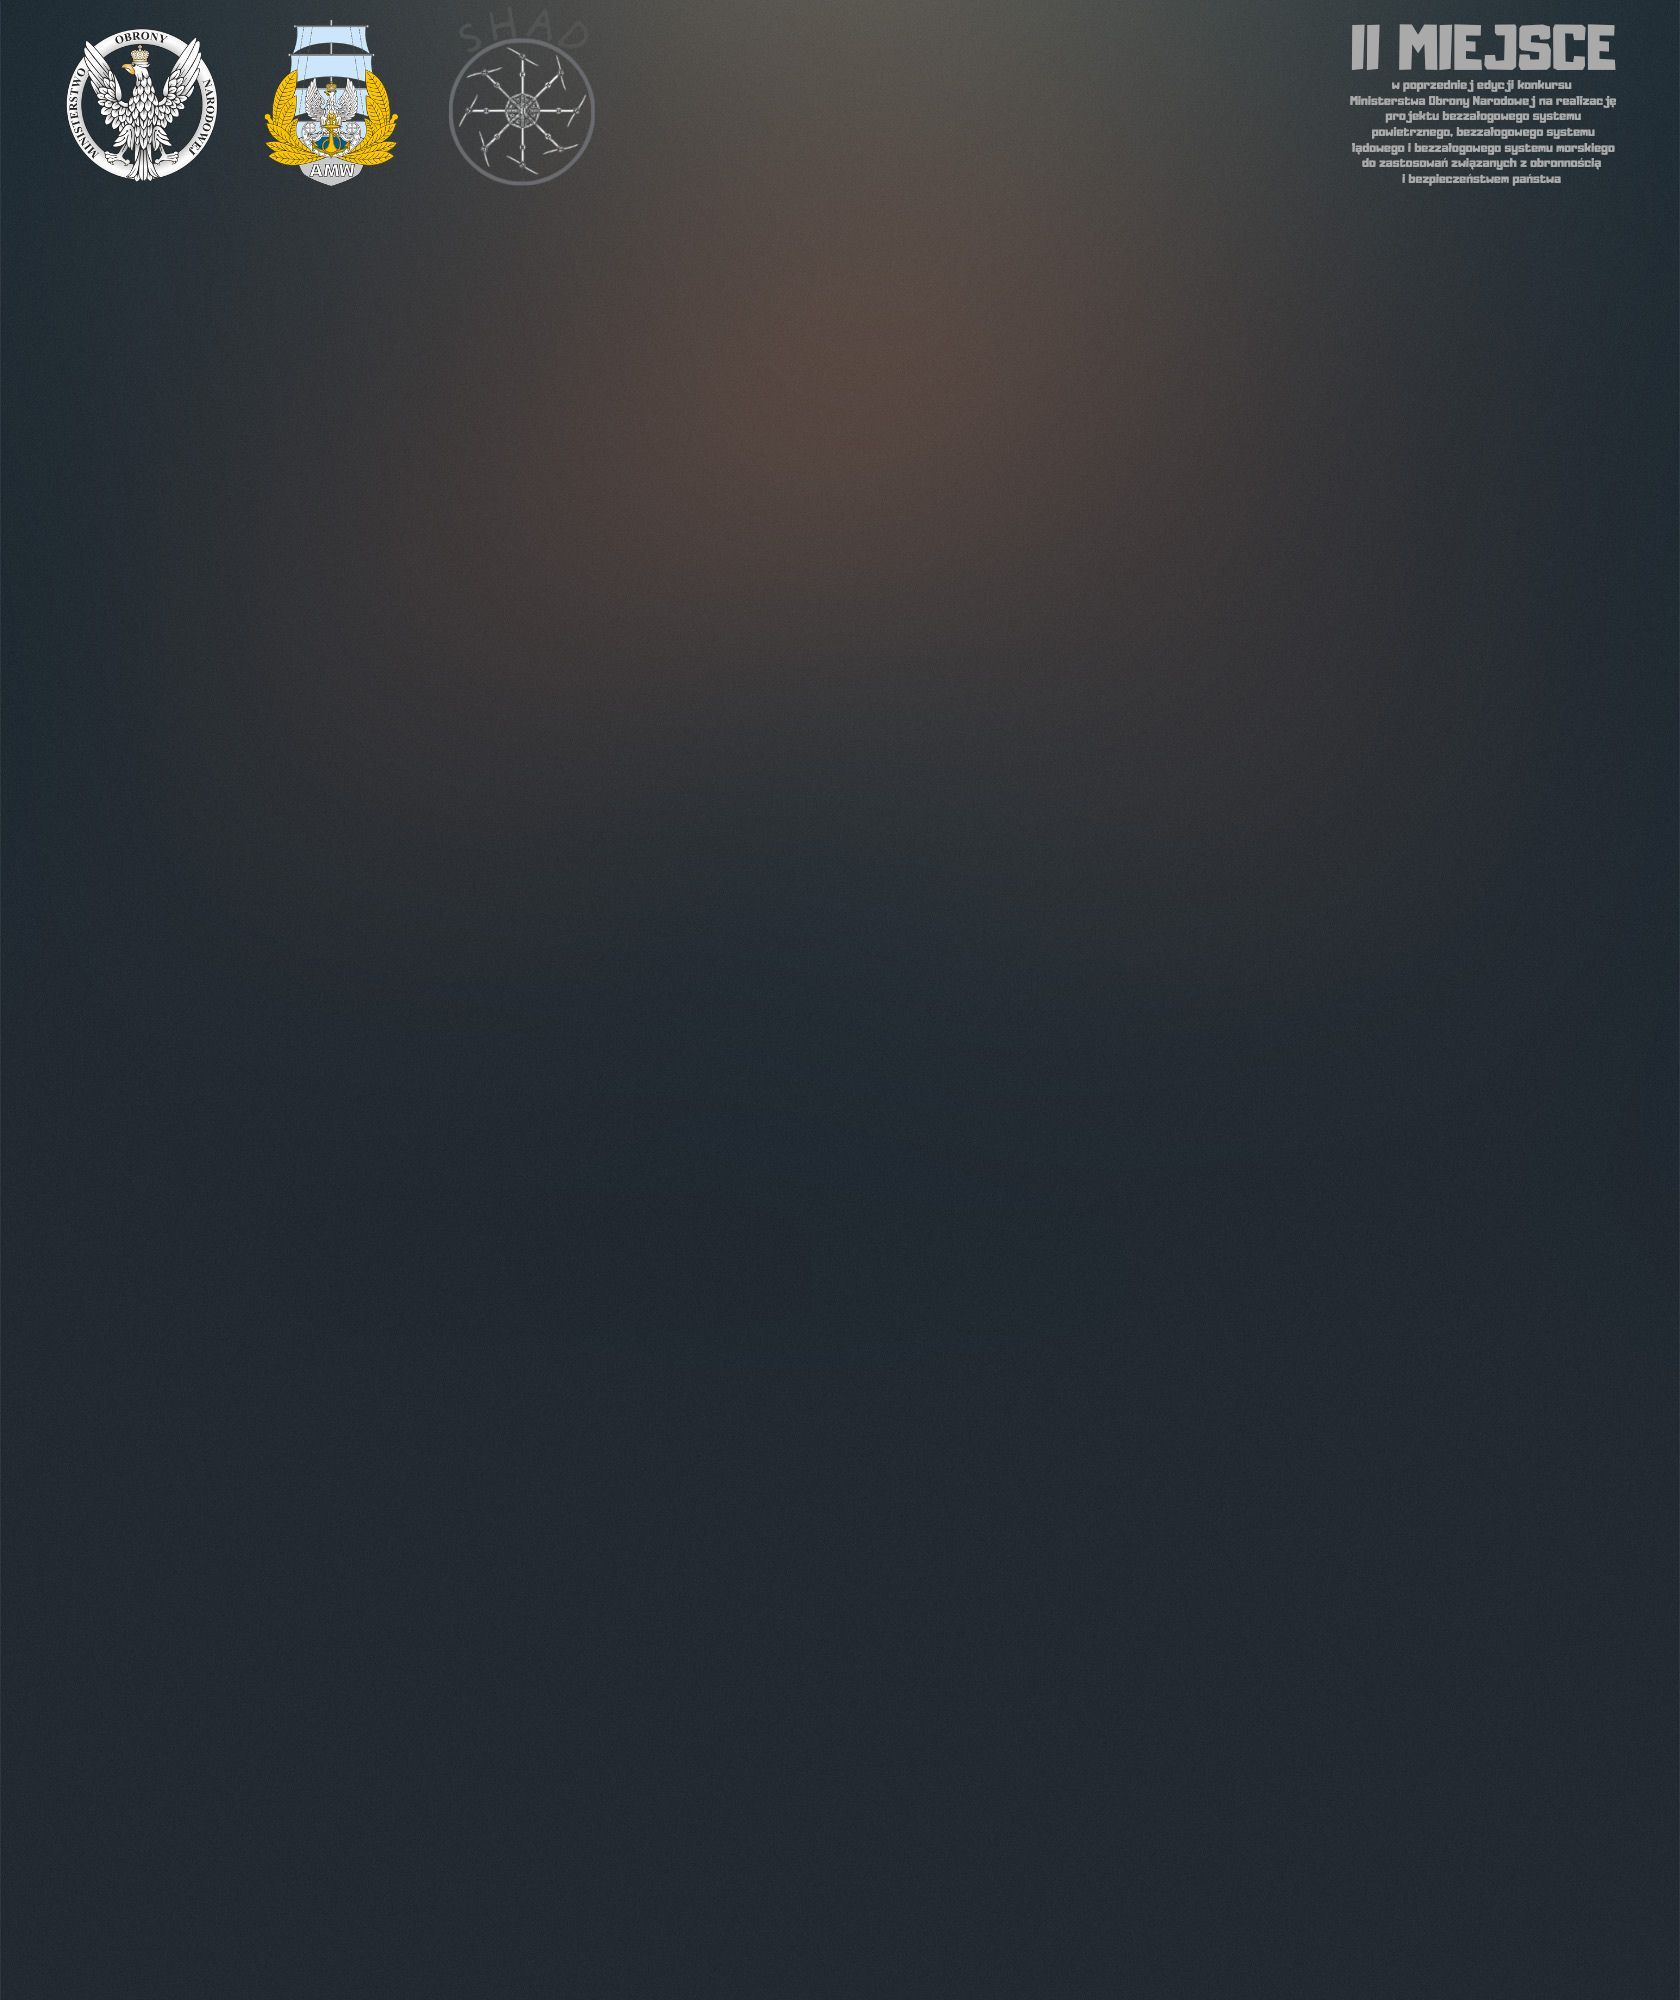 MINISTERSTWO OBRONY NARODOWEJ
AMW
SHAD
II MIEJSCE
w poprzedniej edycji konkursu
Ministerstwa Obrony Narodowej na realizację
projektu bezzałogowego systemu
powietrznego, bezzałogowego systemu
lądowego i bezzałogowego systemu morskiego
do zastosowań związanych z obronnością
i bezpieczeństwem państwa